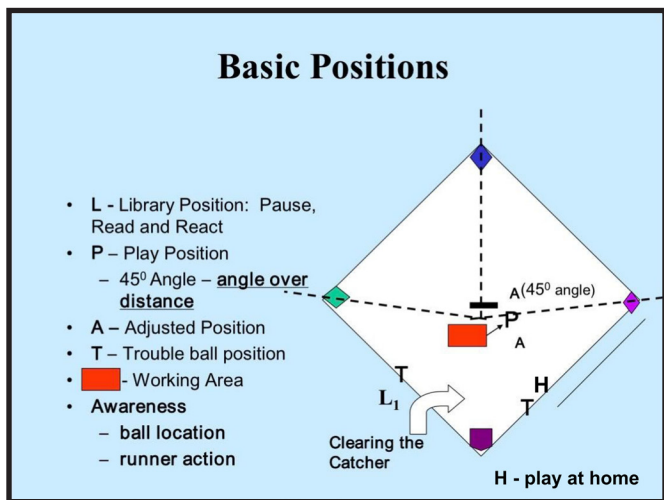 Basic Positions
• L - Library Position: Pause,
Read and React
• P – Play Position
– 45⁰ Angle – angle over
distance
• A – Adjusted Position
• T – Trouble ball position
• - Working Area
• Awareness
– ball location
– runner action
A (45⁰ angle)
P
A
T
L₁
H
T
Clearing the
Catcher
H - play at home